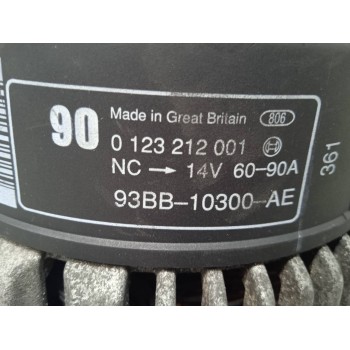 90 Made in Great Britain 806
0 123 212 001
NC → 14V 60-90A
93BB-10300-AE
361